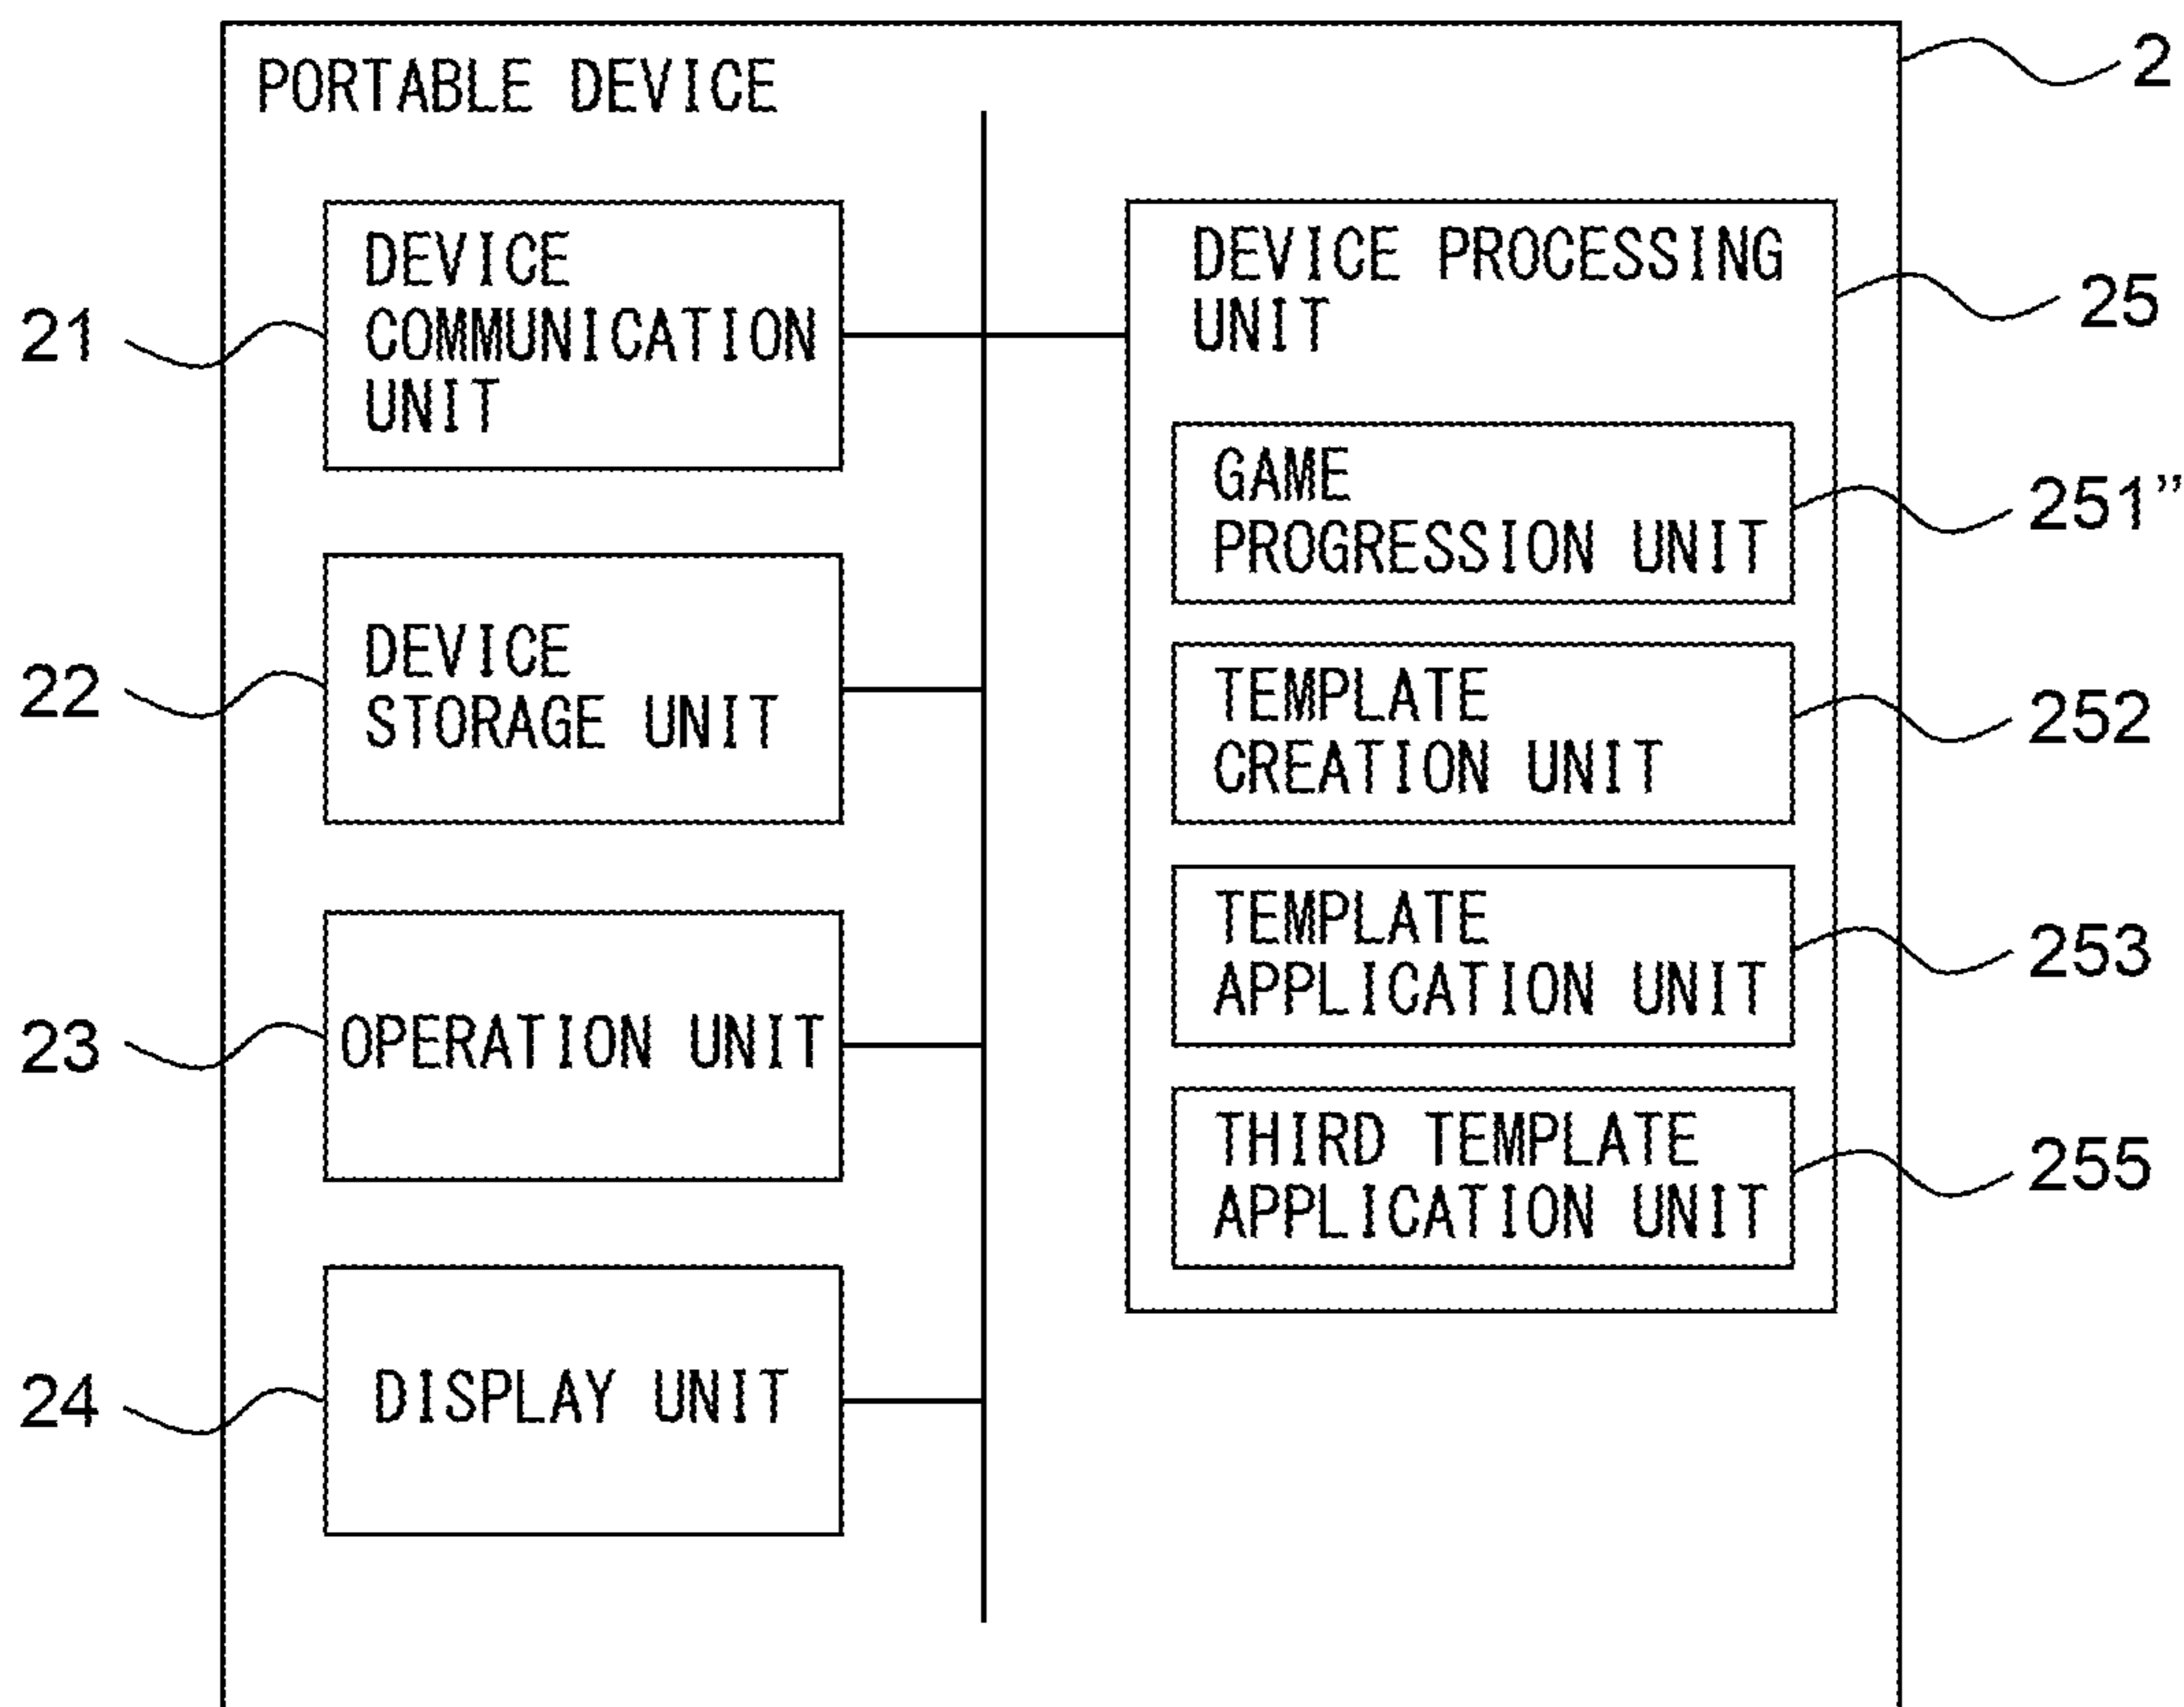 PORTABLE DEVICE
2
DEVICE
COMMUNICATION
UNIT
21
DEVICE
STORAGE UNIT
22
OPERATION UNIT
23
DISPLAY UNIT
24
DEVICE PROCESSING
UNIT
25
GAME
PROGRESSION UNIT
251”
TEMPLATE
CREATION UNIT
252
TEMPLATE
APPLICATION UNIT
253
THIRD TEMPLATE
APPLICATION UNIT
255